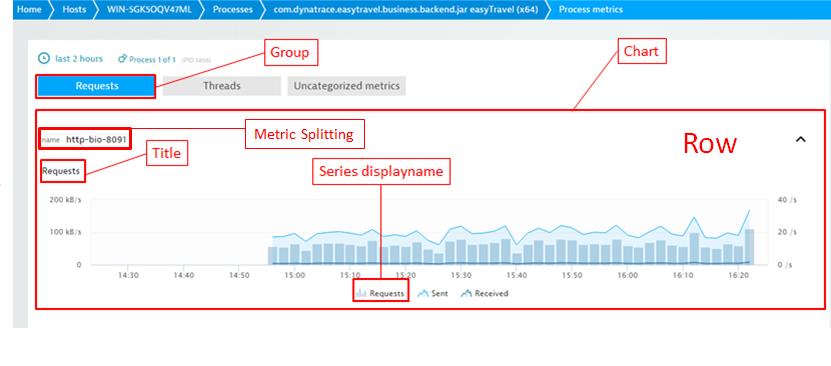 Home Hosts WIN-SGK5OQV47ML Processes com.dynatrace.easytravel.business.backend.jar easyTravel (x64) Process metrics
Group
Chart
last 2 hours Process 1 of 1
Requests Threads Uncategorized metrics
name http-bio-8091
Metric Splitting
Row
Title
Requests
Series displayname
200 kB/s 40 /s
100 kB/s 20 /s
0 0 /s
14:30 14:40 14:50 15:00 15:10 15:20 15:30 15:40 15:50 16:00 16:10 16:20
Requests Sent Received